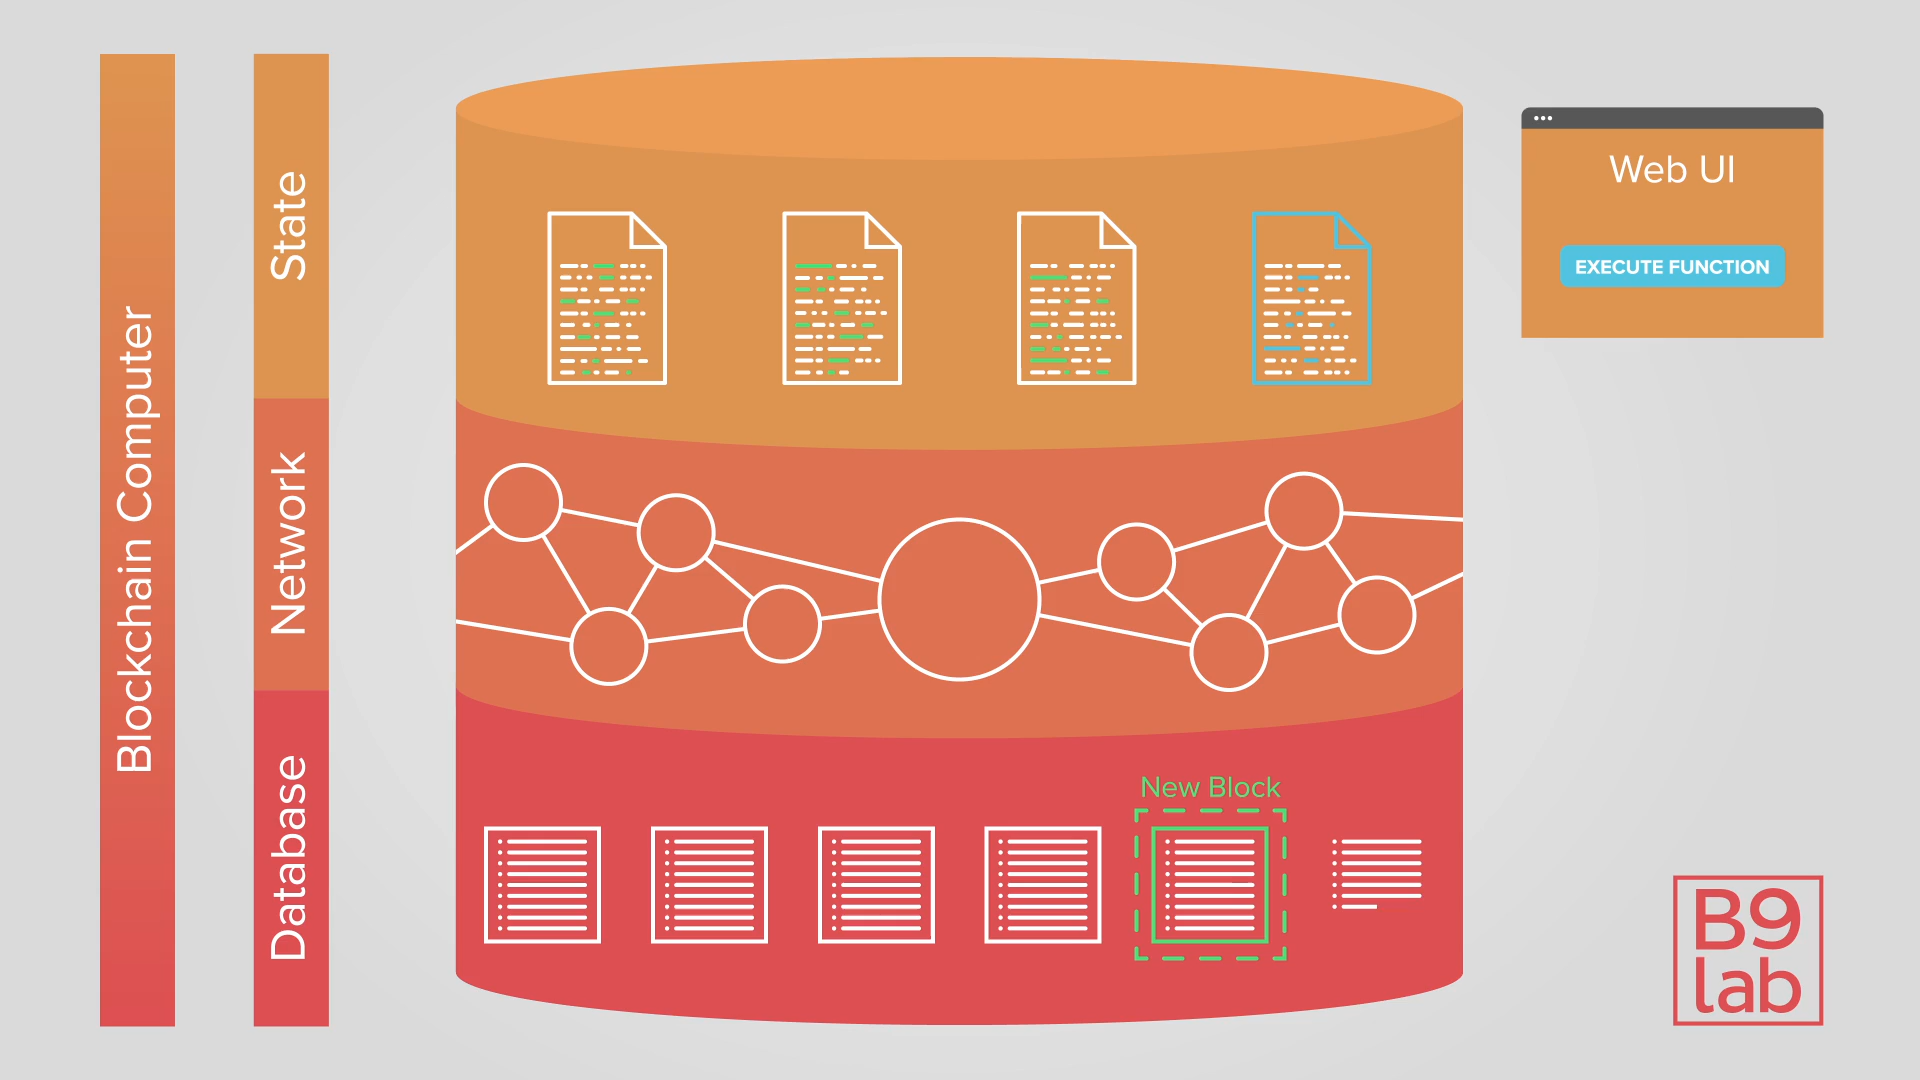 Blockchain Computer
State
Network
Database
Web UI
EXECUTE FUNCTION
New Block
B9
lab